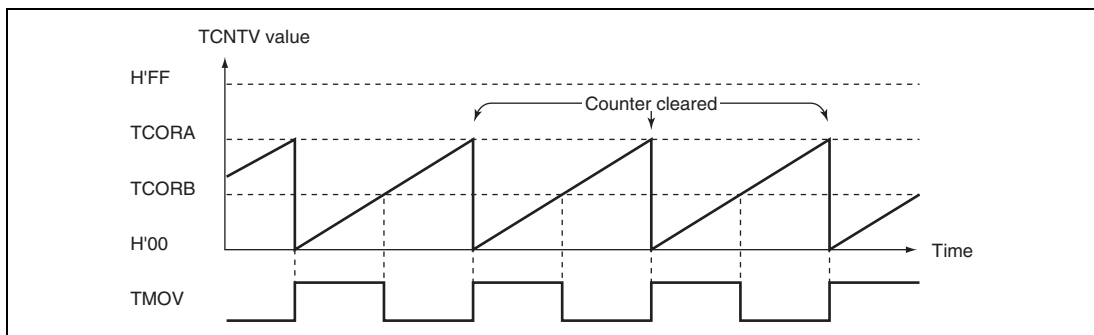 TCNTV value
H'FF
Counter cleared
TCORA
TCORB
H'00
Time
TMOV